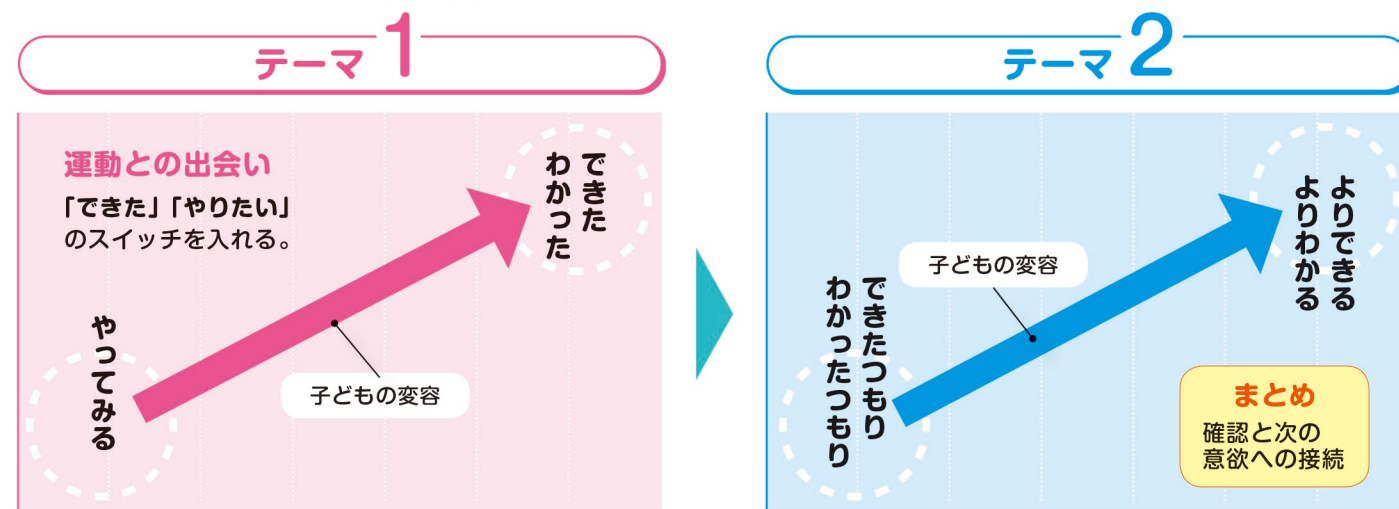 テーマ1
運動との出会い
「できた」「やりたい」
のスイッチを入れる。
できた
わかった
やってみる
子どもの変容
テーマ2
よりできる
よりわかる
子どもの変容
できたつもり
わかったつもり
まとめ
確認と次の
意欲への接続